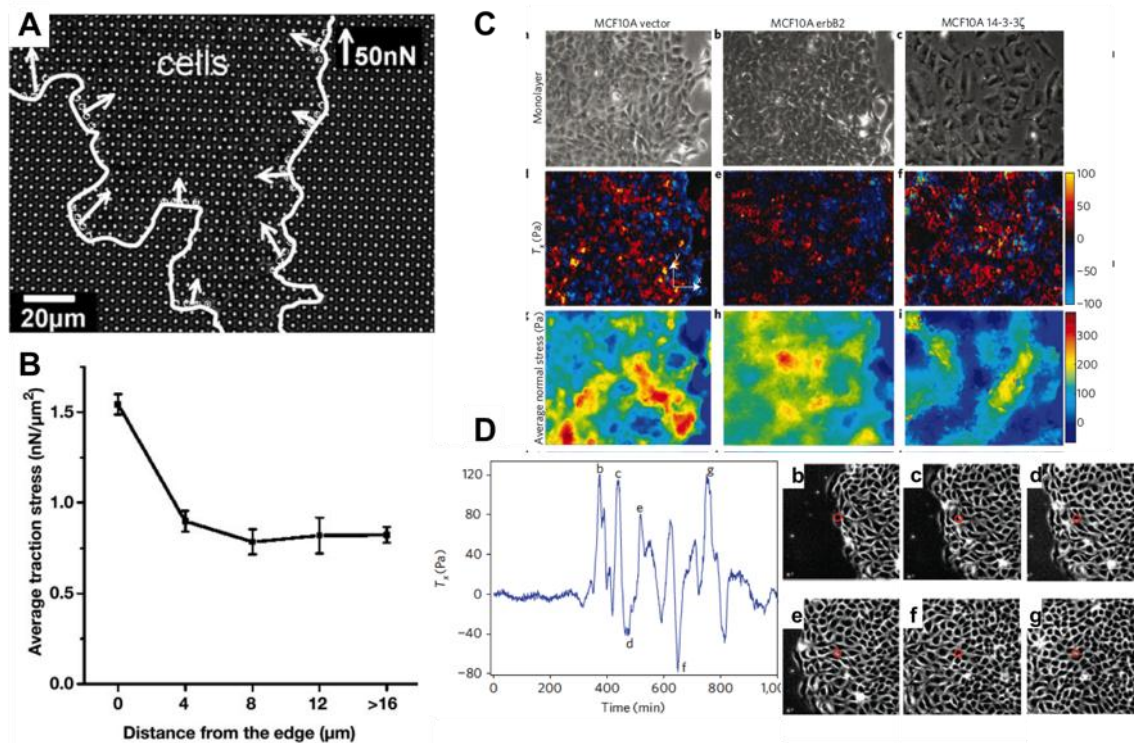 A
cells
50nN
20µm
B
Average traction stress (nN/µm²)
1.5
1.0
0.5
0.0
0
4
8
12
>16
Distance from the edge (µm)
C
MCF10A vector
MCF10A erbB2
MCF10A 14-3-3ζ
b
c
Monolayer
e
f
Tx (Pa)
y
x
100
50
0
−50
−100
h
i
Average normal stress (Pa)
300
200
100
0
D
Tx (Pa)
120
80
40
0
−40
−80
b
c
e
g
d
f
0
200
400
600
800
1,00
Time (min)
b
c
d
e
f
g